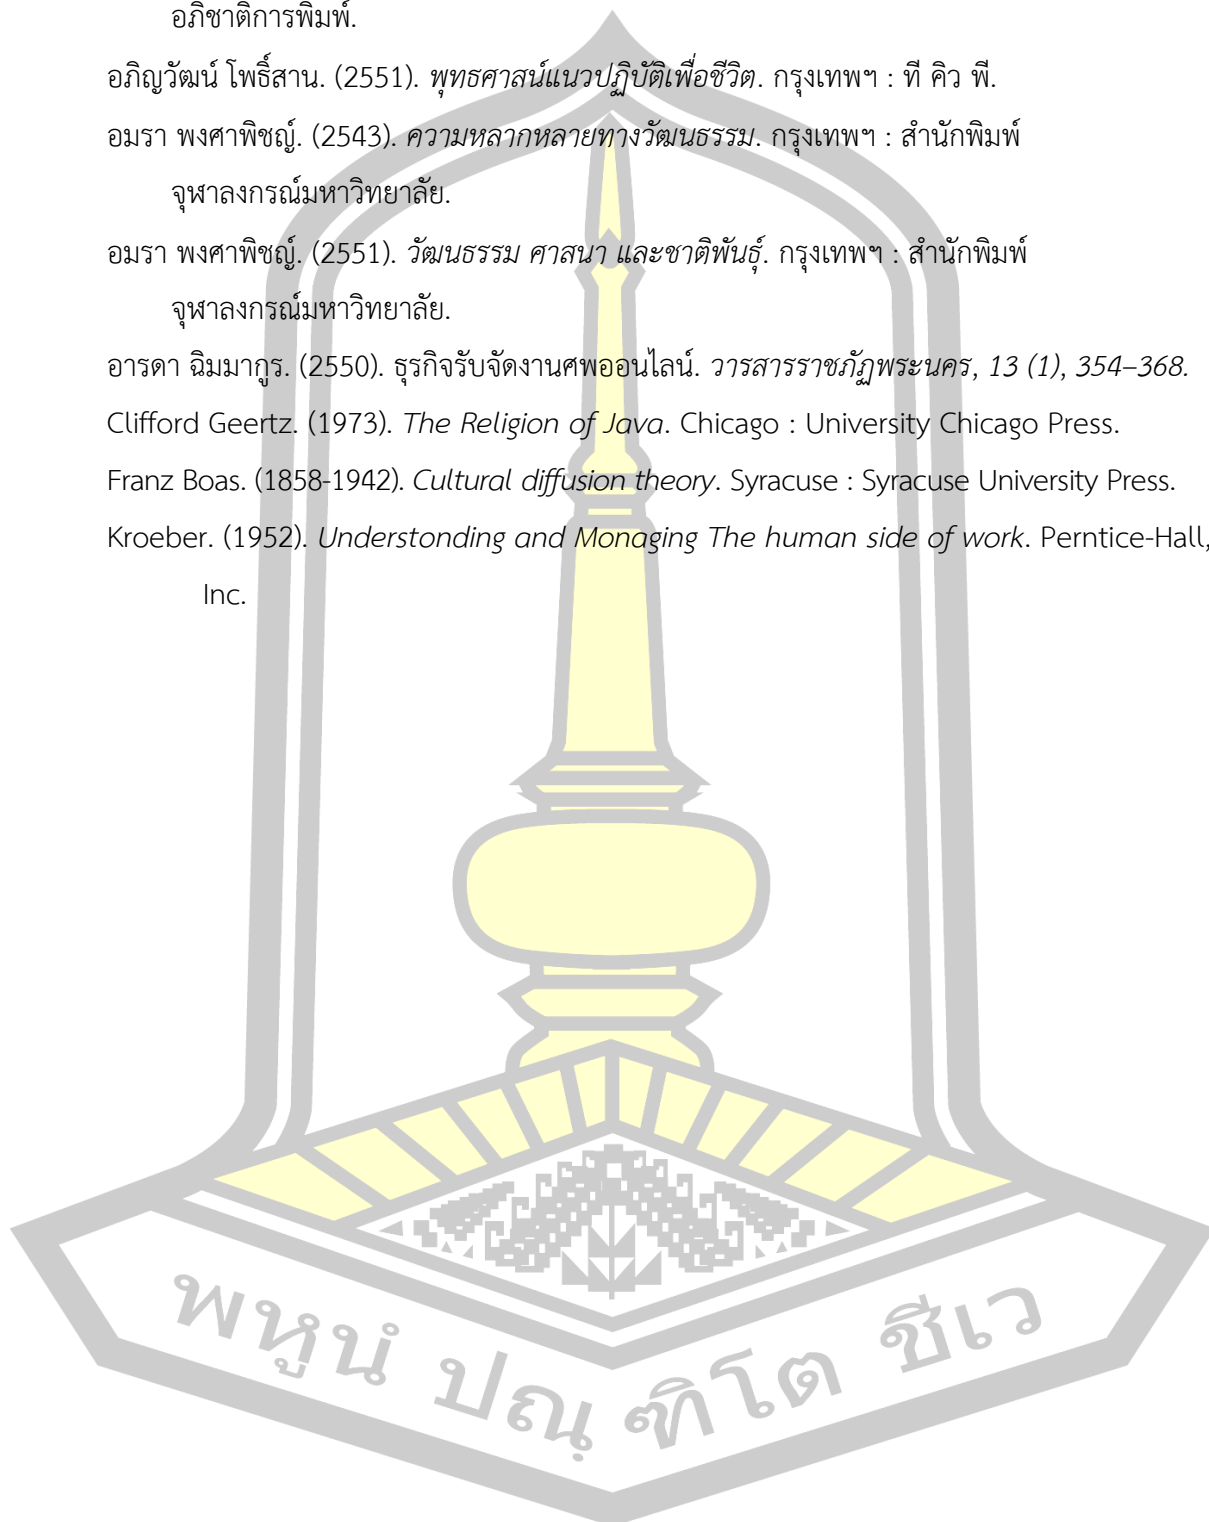 อภิชาติการพิมพ์.
อภิญวัฒน์ โพธิ์สาน. (2551). พุทธศาสน์แนวปฏิบัติเพื่อชีวิต. กรุงเทพฯ : ที คิว พี.
อมรา พงศาพิชญ์. (2543). ความหลากหลายทางวัฒนธรรม. กรุงเทพฯ : สำนักพิมพ์
จุฬาลงกรณ์มหาวิทยาลัย.
อมรา พงศาพิชญ์. (2551). วัฒนธรรม ศาสนา และชาติพันธุ์. กรุงเทพฯ : สำนักพิมพ์
จุฬาลงกรณ์มหาวิทยาลัย.
อารดา ฉิมมากูร. (2550). ธุรกิจรับจัดงานศพออนไลน์. วารสารราชภัฏพระนคร, 13 (1), 354–368.
Clifford Geertz. (1973). The Religion of Java. Chicago : University Chicago Press.
Franz Boas. (1858-1942). Cultural diffusion theory. Syracuse : Syracuse University Press.
Kroeber. (1952). Understonding and Monaging The human side of work. Perntice-Hall,
Inc.
พหูนํ ปณฺฑิโต ชีเว